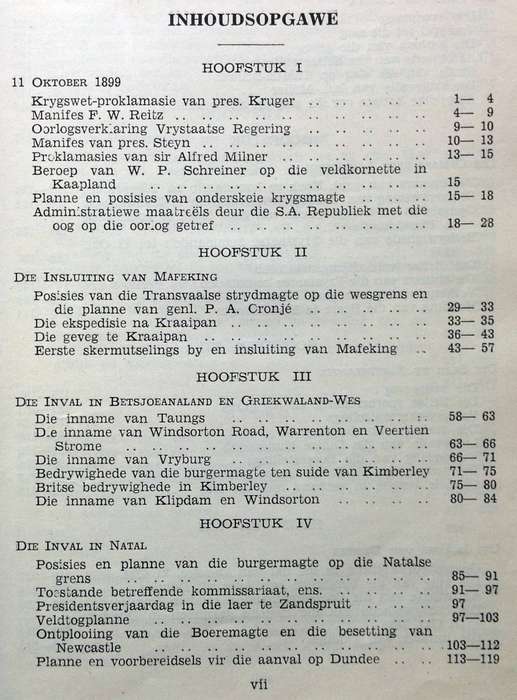 INHOUDSOPGAWE
HOOFSTUK I
11 OKTOBER 1899
Krygswet-proklamasie van pres. Kruger .. .. .. .. 1— 4
Manifes F. W. Reitz .. .. .. .. .. .. .. .. 4— 9
Oorlogsverklaring Vrystaatse Regering .. .. .. .. 9— 10
Manifes van pres. Steyn .. .. .. .. .. .. .. 10— 13
Proklamasies van sir Alfred Milner .. .. .. .. .. 13— 15
Beroep van W. P. Schreiner op die veldkornette in
Kaapland .. .. .. .. .. .. .. .. .. 15
Planne en posisies van onderskeie krygsmagte .. .. .. 15— 18
Administratiewe maatreëls deur die S.A. Republiek met die
oog op die oorlog getref .. .. .. .. .. .. 18— 28
HOOFSTUK II
DIE INSLUITING VAN MAFEKING
Posisies van die Transvaalse strydmagte op die wesgrens en
die planne van genl. P. A. Cronjé .. .. .. .. 29— 33
Die ekspedisie na Kraaipan .. .. .. .. .. .. 33— 35
Die geveg te Kraaipan .. .. .. .. .. .. .. 36— 43
Eerste skermutselings by en insluiting van Mafeking .. 43— 57
HOOFSTUK III
DIE INVAL IN BETSJOEANALAND EN GRIEKWALAND-WES
Die inname van Taungs .. .. .. .. .. .. .. 58— 63
Die inname van Windsorton Road, Warrenton en Veertien
Strome .. .. .. .. .. .. .. .. .. .. 63— 66
Die inname van Vryburg .. .. .. .. .. .. .. 66— 71
Bedrywighede van die burgermagte ten suide van Kimberley 71— 75
Britse bedrywighede in Kimberley .. .. .. .. .. 75— 80
Die inname van Klipdam en Windsorton .. .. .. .. 80— 84
HOOFSTUK IV
DIE INVAL IN NATAL
Posisies en planne van die burgermagte op die Natalse
grens .. .. .. .. .. .. .. .. .. .. 85— 91
Toestande betreffende kommissariaat, ens. .. .. .. .. 91— 97
Presidentsverjaardag in die laer te Zandspruit .. .. .. 97
Veldtogplanne .. .. .. .. .. .. .. .. .. 97—103
Ontplooiing van die Boeremagte en die besetting van
Newcastle .. .. .. .. .. .. .. .. .. 103—112
Planne en voorbereidsels vir die aanval op Dundee .. .. 113—119
vii